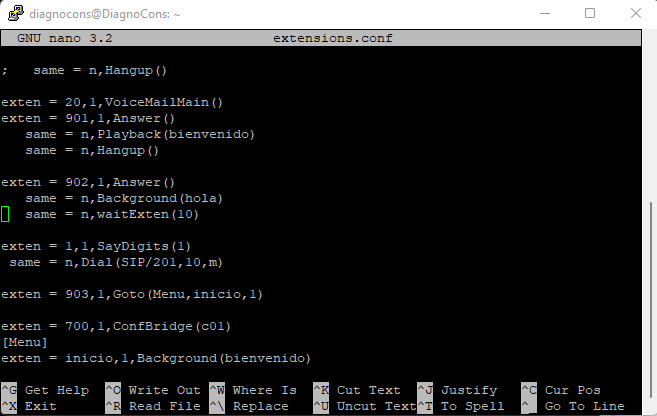 diagnocons@DiagnoCons: ~
GNU nano 3.2 extensions.conf
;   same = n,Hangup()
exten = 20,1,VoiceMailMain()
exten = 901,1,Answer()
same = n,Playback(bienvenido)
same = n,Hangup()
exten = 902,1,Answer()
same = n,Background(hola)
same = n,waitExten(10)
exten = 1,1,SayDigits(1)
same = n,Dial(SIP/201,10,m)
exten = 903,1,Goto(Menu,inicio,1)
exten = 700,1,ConfBridge(c01)
[Menu]
exten = inicio,1,Background(bienvenido)
^G Get Help ^O Write Out ^W Where Is ^K Cut Text ^J Justify ^C Cur Pos
^X Exit ^R Read File ^\ Replace ^U Uncut Text ^T To Spell ^_ Go To Line